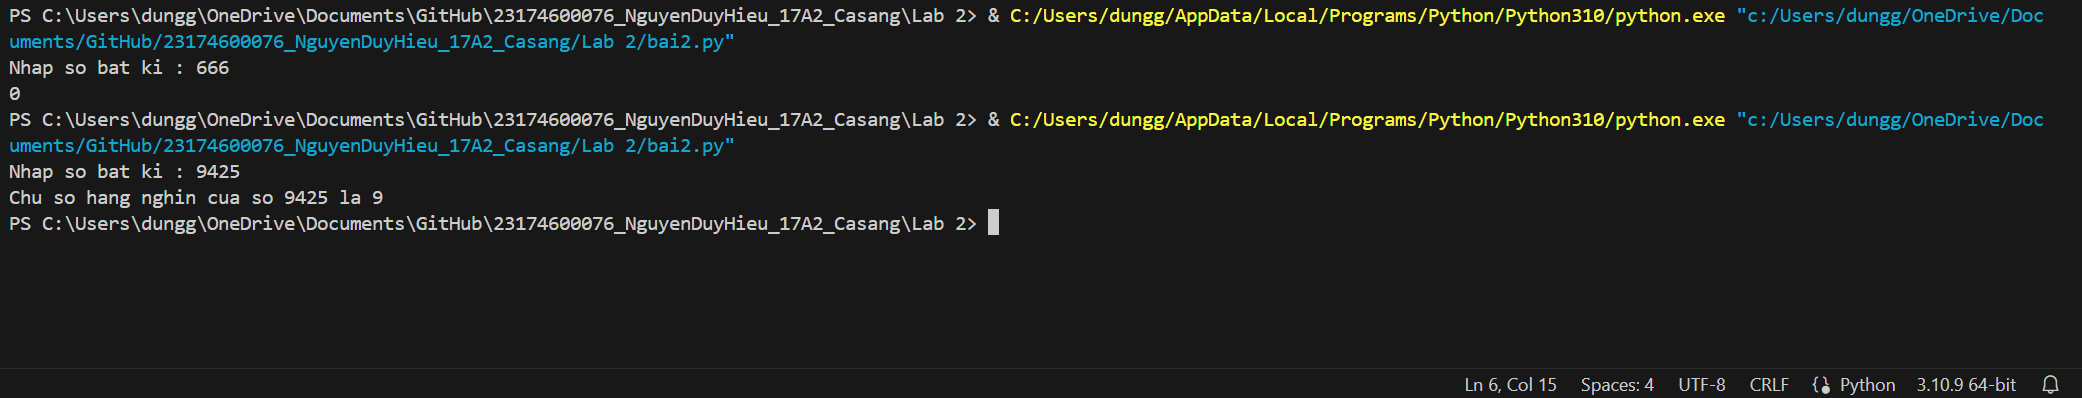 PS C:\Users\dungg\OneDrive\Documents\GitHub\23174600076_NguyenDuyHieu_17A2_Casang\Lab 2> & C:/Users/dungg/AppData/Local/Programs/Python/Python310/python.exe "c:/Users/dungg/OneDrive/Doc
uments/GitHub/23174600076_NguyenDuyHieu_17A2_Casang/Lab 2/bai2.py"
Nhap so bat ki : 666
0
PS C:\Users\dungg\OneDrive\Documents\GitHub\23174600076_NguyenDuyHieu_17A2_Casang\Lab 2> & C:/Users/dungg/AppData/Local/Programs/Python/Python310/python.exe "c:/Users/dungg/OneDrive/Doc
uments/GitHub/23174600076_NguyenDuyHieu_17A2_Casang/Lab 2/bai2.py"
Nhap so bat ki : 9425
Chu so hang nghin cua so 9425 la 9
PS C:\Users\dungg\OneDrive\Documents\GitHub\23174600076_NguyenDuyHieu_17A2_Casang\Lab 2>
Ln 6, Col 15 Spaces: 4 UTF-8 CRLF Python 3.10.9 64-bit